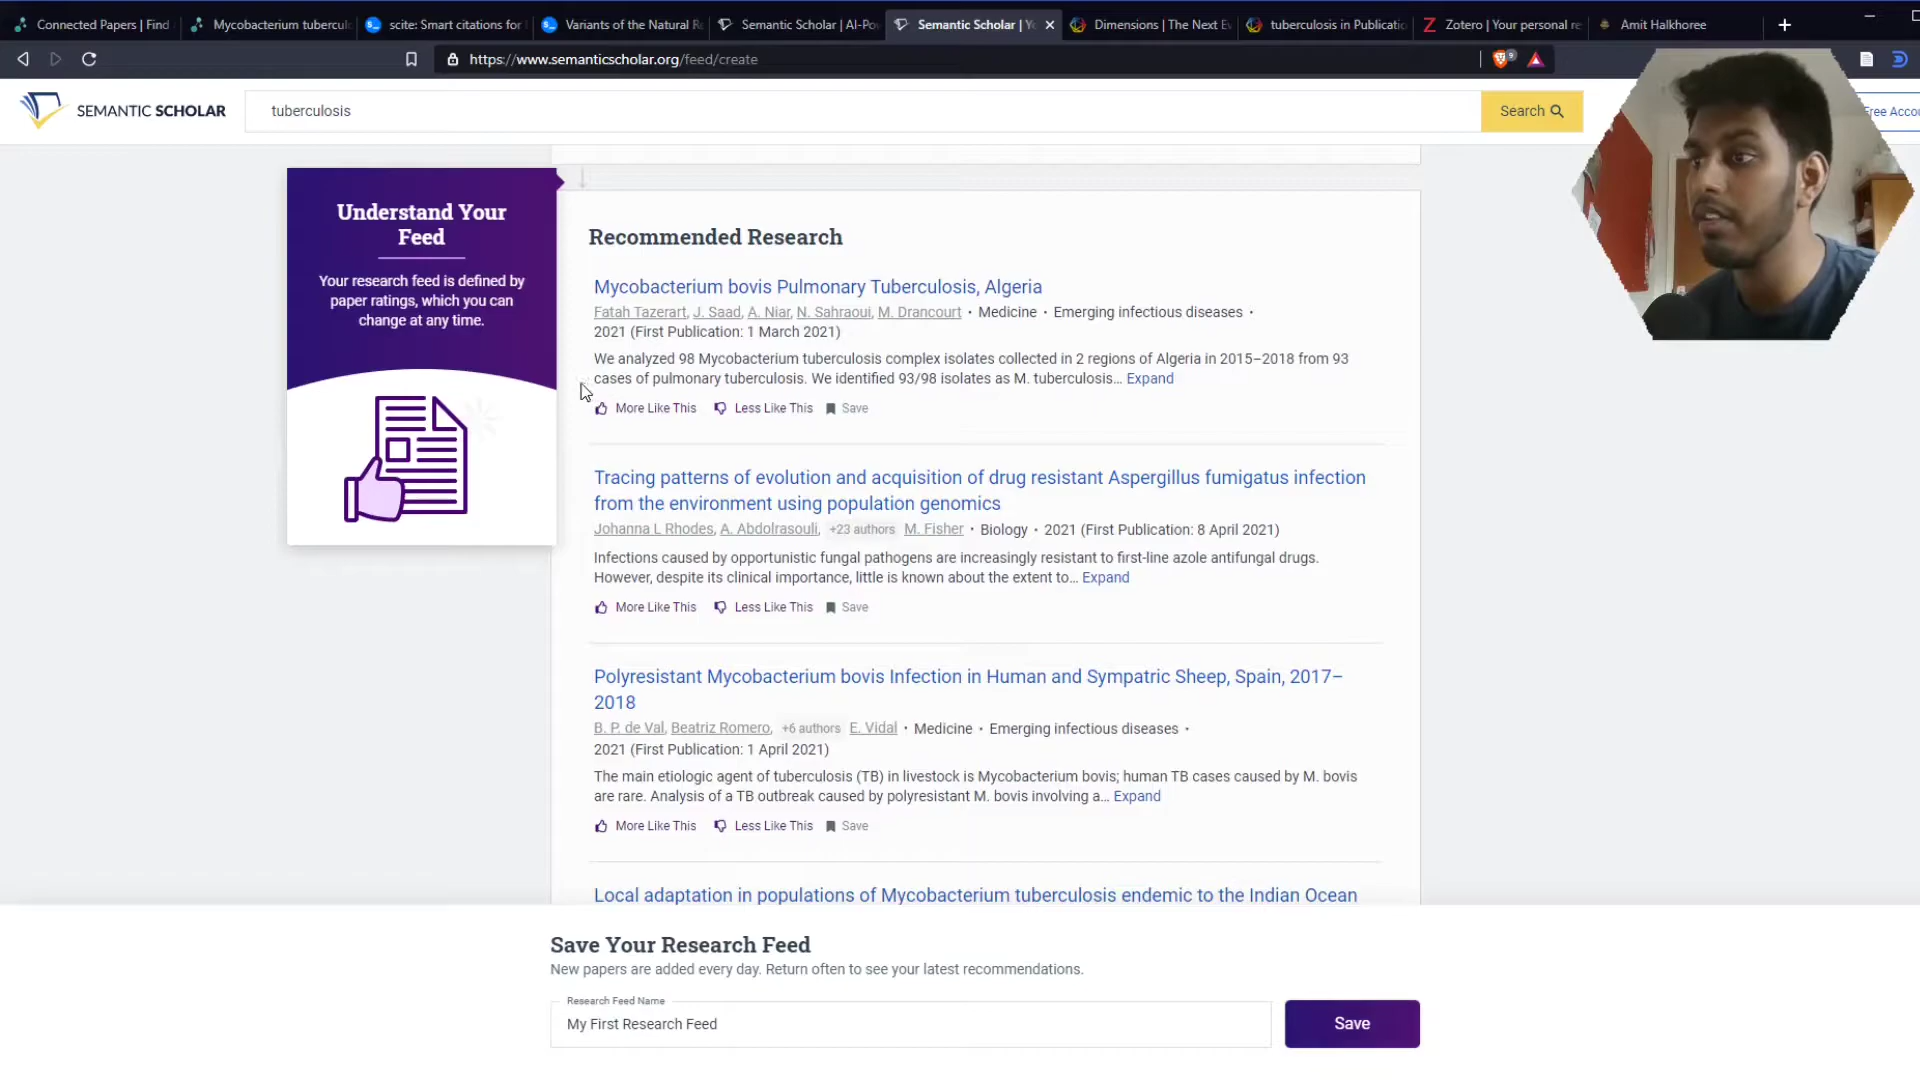 Connected Papers | Find
Mycobacterium tubercul
scite: Smart citations for
Variants of the Natural R
Semantic Scholar | AI-Po
Semantic Scholar | Y
Dimensions | The Next E
tuberculosis in Publicatio
Zotero | Your personal re
Amit Halkhoree
https://www.semanticscholar.org/feed/create
9
SEMANTIC SCHOLAR
tuberculosis
Search
Free Accou
Understand Your
Feed
Your research feed is defined by
paper ratings, which you can
change at any time.
Recommended Research
Mycobacterium bovis Pulmonary Tuberculosis, Algeria
Fatah Tazerart, J. Saad, A. Niar, N. Sahraoui, M. Drancourt · Medicine · Emerging infectious diseases ·
2021 (First Publication: 1 March 2021)
We analyzed 98 Mycobacterium tuberculosis complex isolates collected in 2 regions of Algeria in 2015–2018 from 93
cases of pulmonary tuberculosis. We identified 93/98 isolates as M. tuberculosis... Expand
More Like This Less Like This Save
Tracing patterns of evolution and acquisition of drug resistant Aspergillus fumigatus infection
from the environment using population genomics
Johanna L Rhodes, A. Abdolrasouli, +23 authors M. Fisher · Biology · 2021 (First Publication: 8 April 2021)
Infections caused by opportunistic fungal pathogens are increasingly resistant to first-line azole antifungal drugs.
However, despite its clinical importance, little is known about the extent to... Expand
More Like This Less Like This Save
Polyresistant Mycobacterium bovis Infection in Human and Sympatric Sheep, Spain, 2017–
2018
B. P. de Val, Beatriz Romero, +6 authors E. Vidal · Medicine · Emerging infectious diseases ·
2021 (First Publication: 1 April 2021)
The main etiologic agent of tuberculosis (TB) in livestock is Mycobacterium bovis; human TB cases caused by M. bovis
are rare. Analysis of a TB outbreak caused by polyresistant M. bovis involving a... Expand
More Like This Less Like This Save
Local adaptation in populations of Mycobacterium tuberculosis endemic to the Indian Ocean
Save Your Research Feed
New papers are added every day. Return often to see your latest recommendations.
Research Feed Name
My First Research Feed
Save